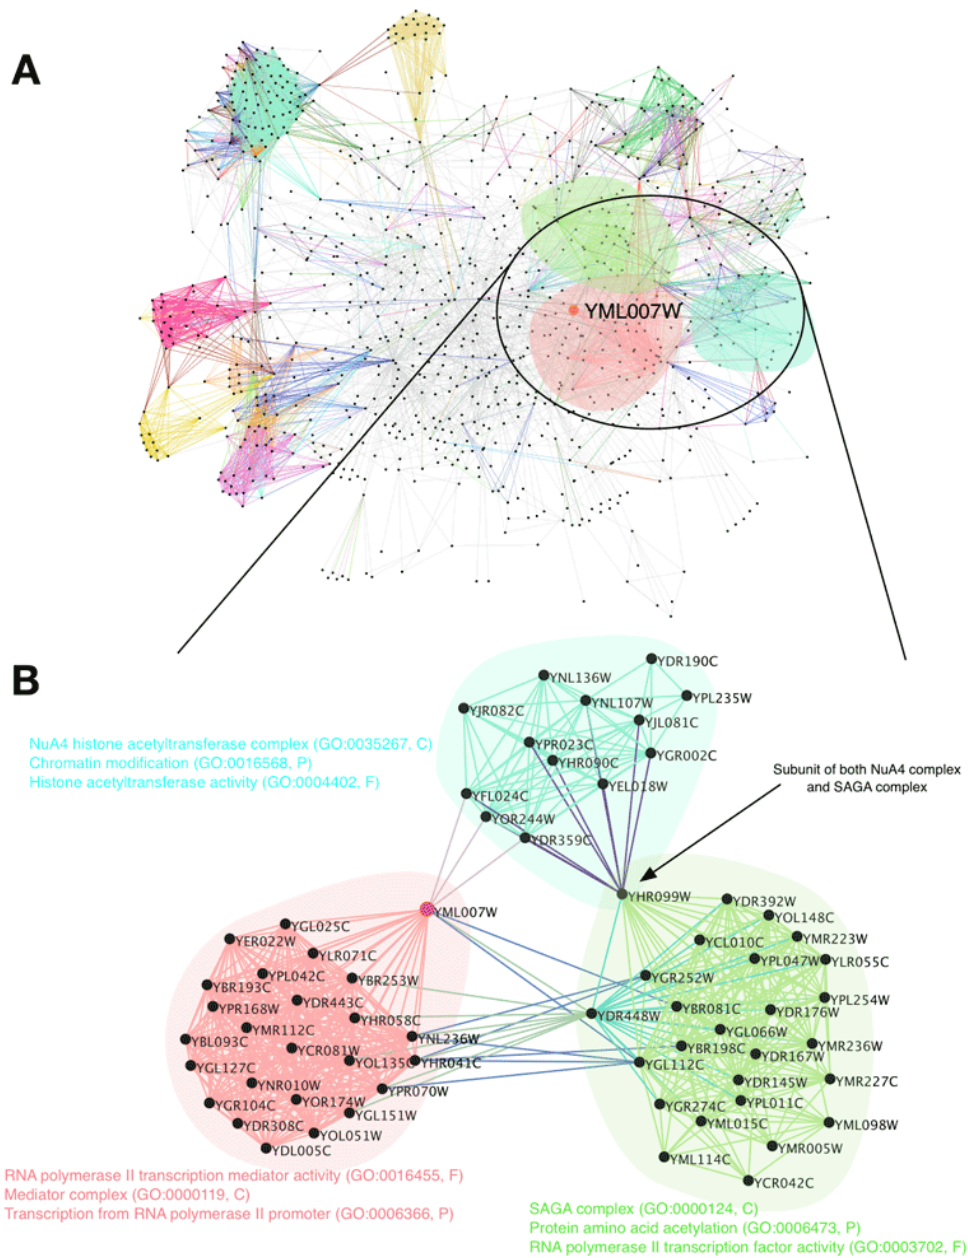 A
YML007W
B
YDR190C
YNL136W
YPL235W
YNL107W
YJR082C
YJL081C
NuA4 histone acetyltransferase complex (GO:0035267, C)
Chromatin modification (GO:0016568, P)
Histone acetyltransferase activity (GO:0004402, F)
YPR023C
YGR002C
YHR090C
Subunit of both NuA4 complex
and SAGA complex
YEL018W
YFL024C
YOR244W
YDR359C
YHR099W
YDR392W
YML007W
YOL148C
YGL025C
YMR223W
YER022W
YCL010C
YLR071C
YPL047W
YLR055C
YPL042C
YGR252W
YBR253W
YBR193C
YPL254W
YDR443C
YPR168W
YBR081C
YDR176W
YHR058C
YDR448W
YMR112C
YGL066W
YBL093C
YNL236W
YMR236W
YCR081W
YBR198C
YDR167W
YOL135C
YHR041C
YGL112C
YGL127C
YNR010W
YDR145W
YMR227C
YPR070W
YOR174W
YGR104C
YGR274C
YPL011C
YGL151W
YDR308C
YML015C
YML098W
YOL051W
YDL005C
YMR005W
YML114C
YCR042C
RNA polymerase II transcription mediator activity (GO:0016455, F)
Mediator complex (GO:0000119, C)
Transcription from RNA polymerase II promoter (GO:0006366, P)
SAGA complex (GO:0000124, C)
Protein amino acid acetylation (GO:0006473, P)
RNA polymerase II transcription factor activity (GO:0003702, F)